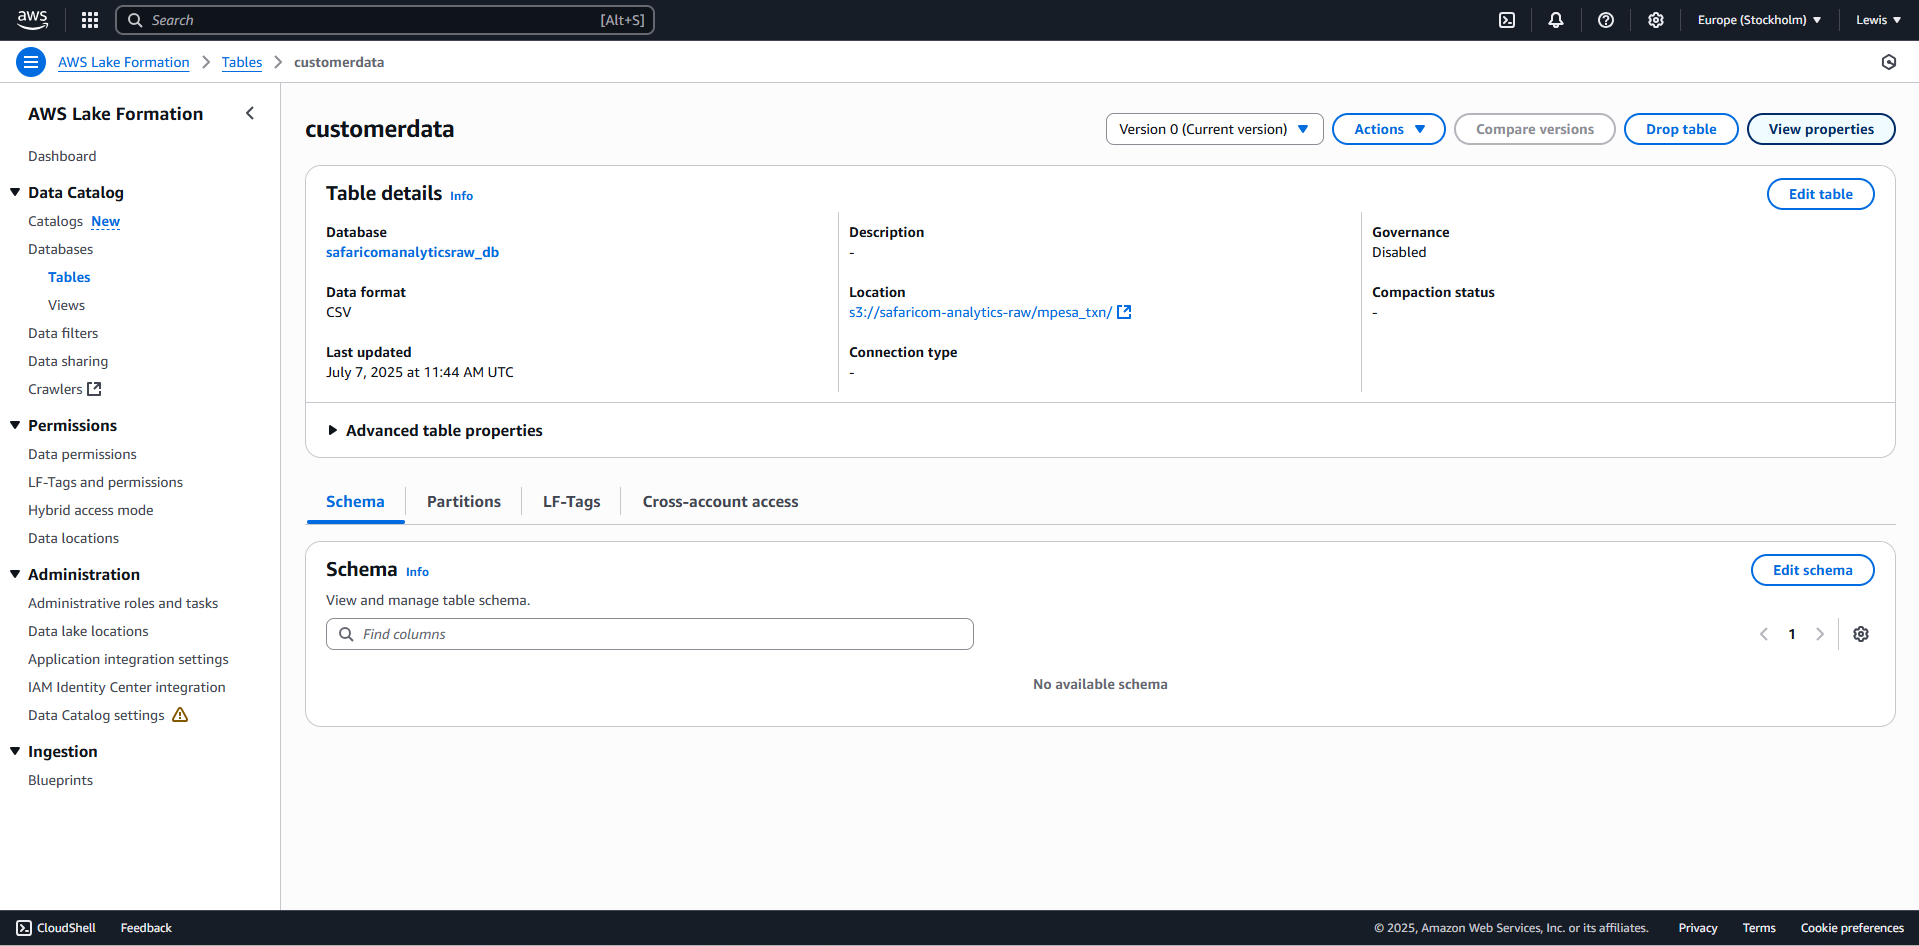 aws
Search [Alt+S]
Europe (Stockholm) Lewis
AWS Lake Formation Tables customerdata
AWS Lake Formation
Dashboard
Data Catalog
Catalogs New
Databases
Tables
Views
Data filters
Data sharing
Crawlers
Permissions
Data permissions
LF-Tags and permissions
Hybrid access mode
Data locations
Administration
Administrative roles and tasks
Data lake locations
Application integration settings
IAM Identity Center integration
Data Catalog settings
Ingestion
Blueprints
customerdata
Version 0 (Current version) Actions Compare versions Drop table View properties
Table details Info
Edit table
Database
safaricomanalyticsraw_db
Data format
CSV
Last updated
July 7, 2025 at 11:44 AM UTC
Description
-
Location
s3://safaricom-analytics-raw/mpesa_txn/
Connection type
-
Governance
Disabled
Compaction status
-
Advanced table properties
Schema Partitions LF-Tags Cross-account access
Schema Info
Edit schema
View and manage table schema.
Find columns
1
No available schema
CloudShell Feedback
© 2025, Amazon Web Services, Inc. or its affiliates. Privacy Terms Cookie preferences